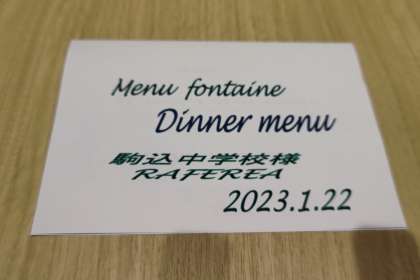 Menu fontaine
Dinner menu
駒込中学校様
RAFEREA
2023.1.22